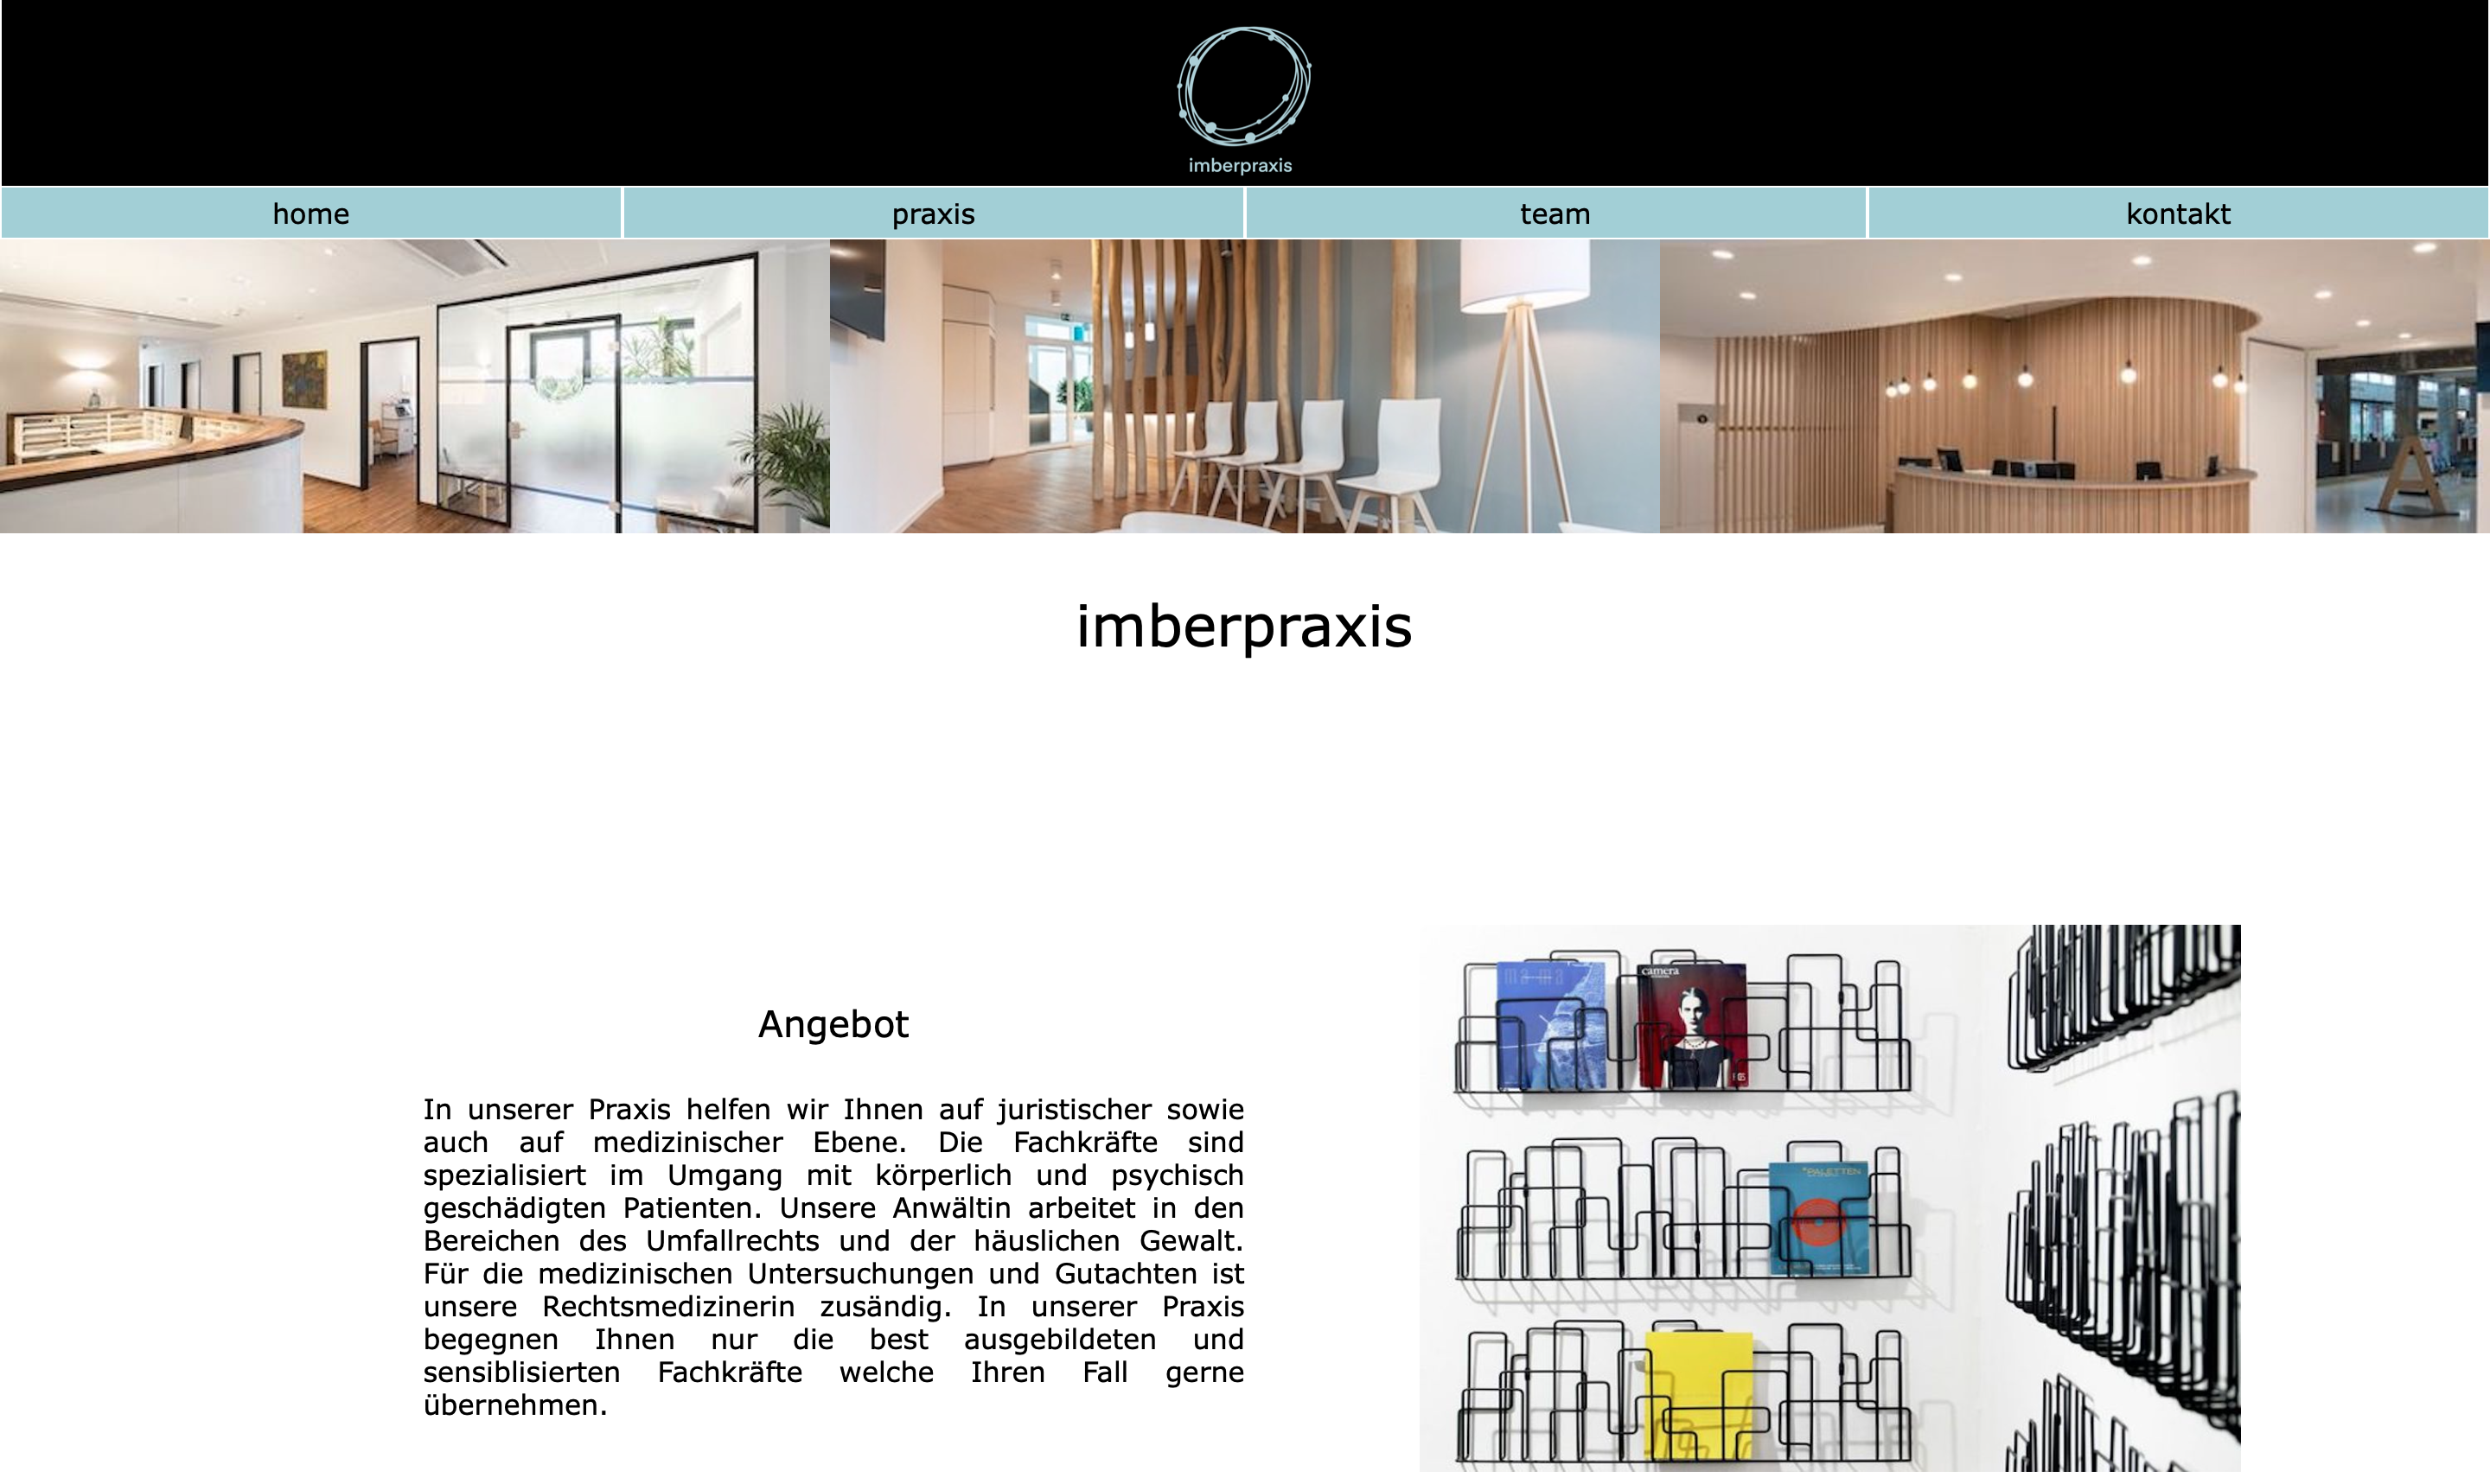 imberpraxis
home
praxis
team
kontakt
imberpraxis
Angebot
In unserer Praxis helfen wir Ihnen auf juristischer sowie
auch auf medizinischer Ebene. Die Fachkräfte sind
spezialisiert im Umgang mit körperlich und psychisch
geschädigten Patienten. Unsere Anwältin arbeitet in den
Bereichen des Umfallrechts und der häuslichen Gewalt.
Für die medizinischen Untersuchungen und Gutachten ist
unsere Rechtsmedizinerin zusändig. In unserer Praxis
begegnen Ihnen nur die best ausgebildeten und
sensiblisierten Fachkräfte welche Ihren Fall gerne
übernehmen.
mama
camera
PALETTEN
A